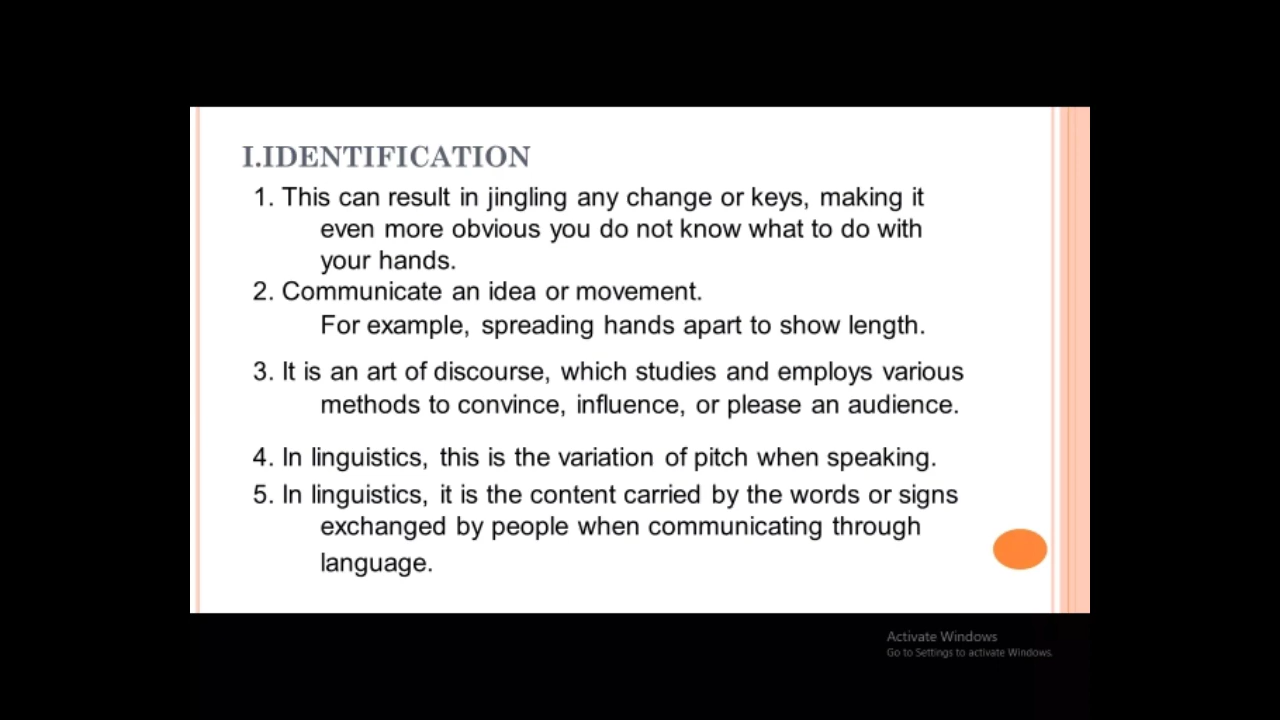 I.IDENTIFICATION
1. This can result in jingling any change or keys, making it
even more obvious you do not know what to do with
your hands.
2. Communicate an idea or movement.
For example, spreading hands apart to show length.
3. It is an art of discourse, which studies and employs various
methods to convince, influence, or please an audience.
4. In linguistics, this is the variation of pitch when speaking.
5. In linguistics, it is the content carried by the words or signs
exchanged by people when communicating through
language.
Activate Windows
Go to Settings to activate Windows.